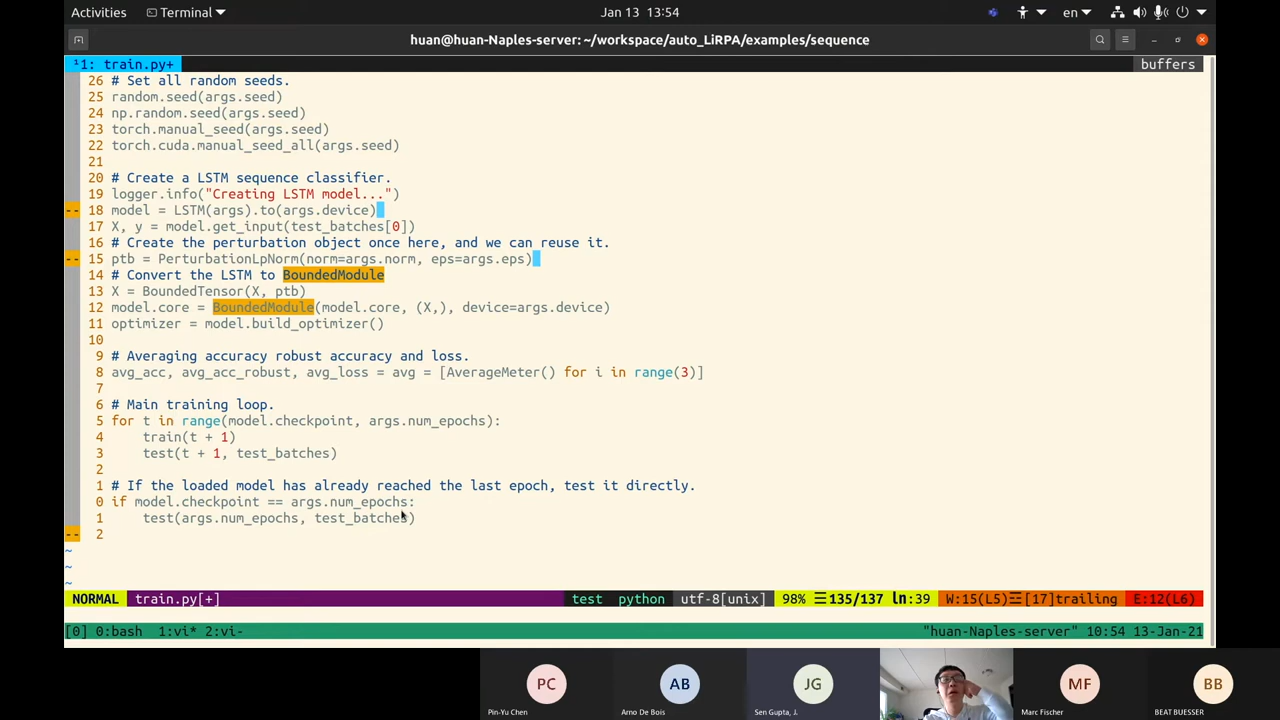 Activities Terminal Jan 13 13:54 en
huan@huan-Naples-server: ~/workspace/auto_LiRPA/examples/sequence
¹1: train.py+ buffers
26 # Set all random seeds.
25 random.seed(args.seed)
24 np.random.seed(args.seed)
23 torch.manual_seed(args.seed)
22 torch.cuda.manual_seed_all(args.seed)
21
20 # Create a LSTM sequence classifier.
19 logger.info("Creating LSTM model...")
-- 18 model = LSTM(args).to(args.device)
17 X, y = model.get_input(test_batches[0])
16 # Create the perturbation object once here, and we can reuse it.
-- 15 ptb = PerturbationLpNorm(norm=args.norm, eps=args.eps)
14 # Convert the LSTM to BoundedModule
13 X = BoundedTensor(X, ptb)
12 model.core = BoundedModule(model.core, (X,), device=args.device)
11 optimizer = model.build_optimizer()
10
9 # Averaging accuracy robust accuracy and loss.
8 avg_acc, avg_acc_robust, avg_loss = avg = [AverageMeter() for i in range(3)]
7
6 # Main training loop.
5 for t in range(model.checkpoint, args.num_epochs):
4     train(t + 1)
3     test(t + 1, test_batches)
2
1 # If the loaded model has already reached the last epoch, test it directly.
0 if model.checkpoint == args.num_epochs:
1     test(args.num_epochs, test_batches)
-- 2
~
~
~
NORMAL train.py[+] test python utf-8[unix] 98% ☰135/137 ln:39 W:15(L5)☲[17]trailing E:12(L6)
[0] 0:bash 1:vi* 2:vi- "huan-Naples-server" 10:54 13-Jan-21
PC AB JG MF BB
Pin-Yu Chen Arno De Bois Sen Gupta, J. Marc Fischer BEAT BUESSER